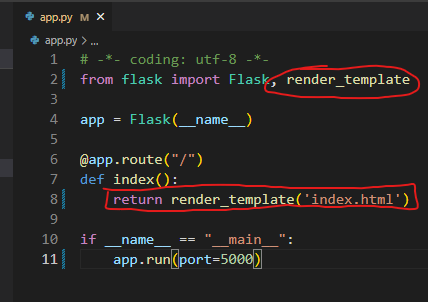 app.py M ×
app.py > ...
1 # -*- coding: utf-8 -*-
2 from flask import Flask, render_template
3
4 app = Flask(__name__)
5
6 @app.route("/")
7 def index():
8     return render_template('index.html')
9
10 if __name__ == "__main__":
11     app.run(port=5000)